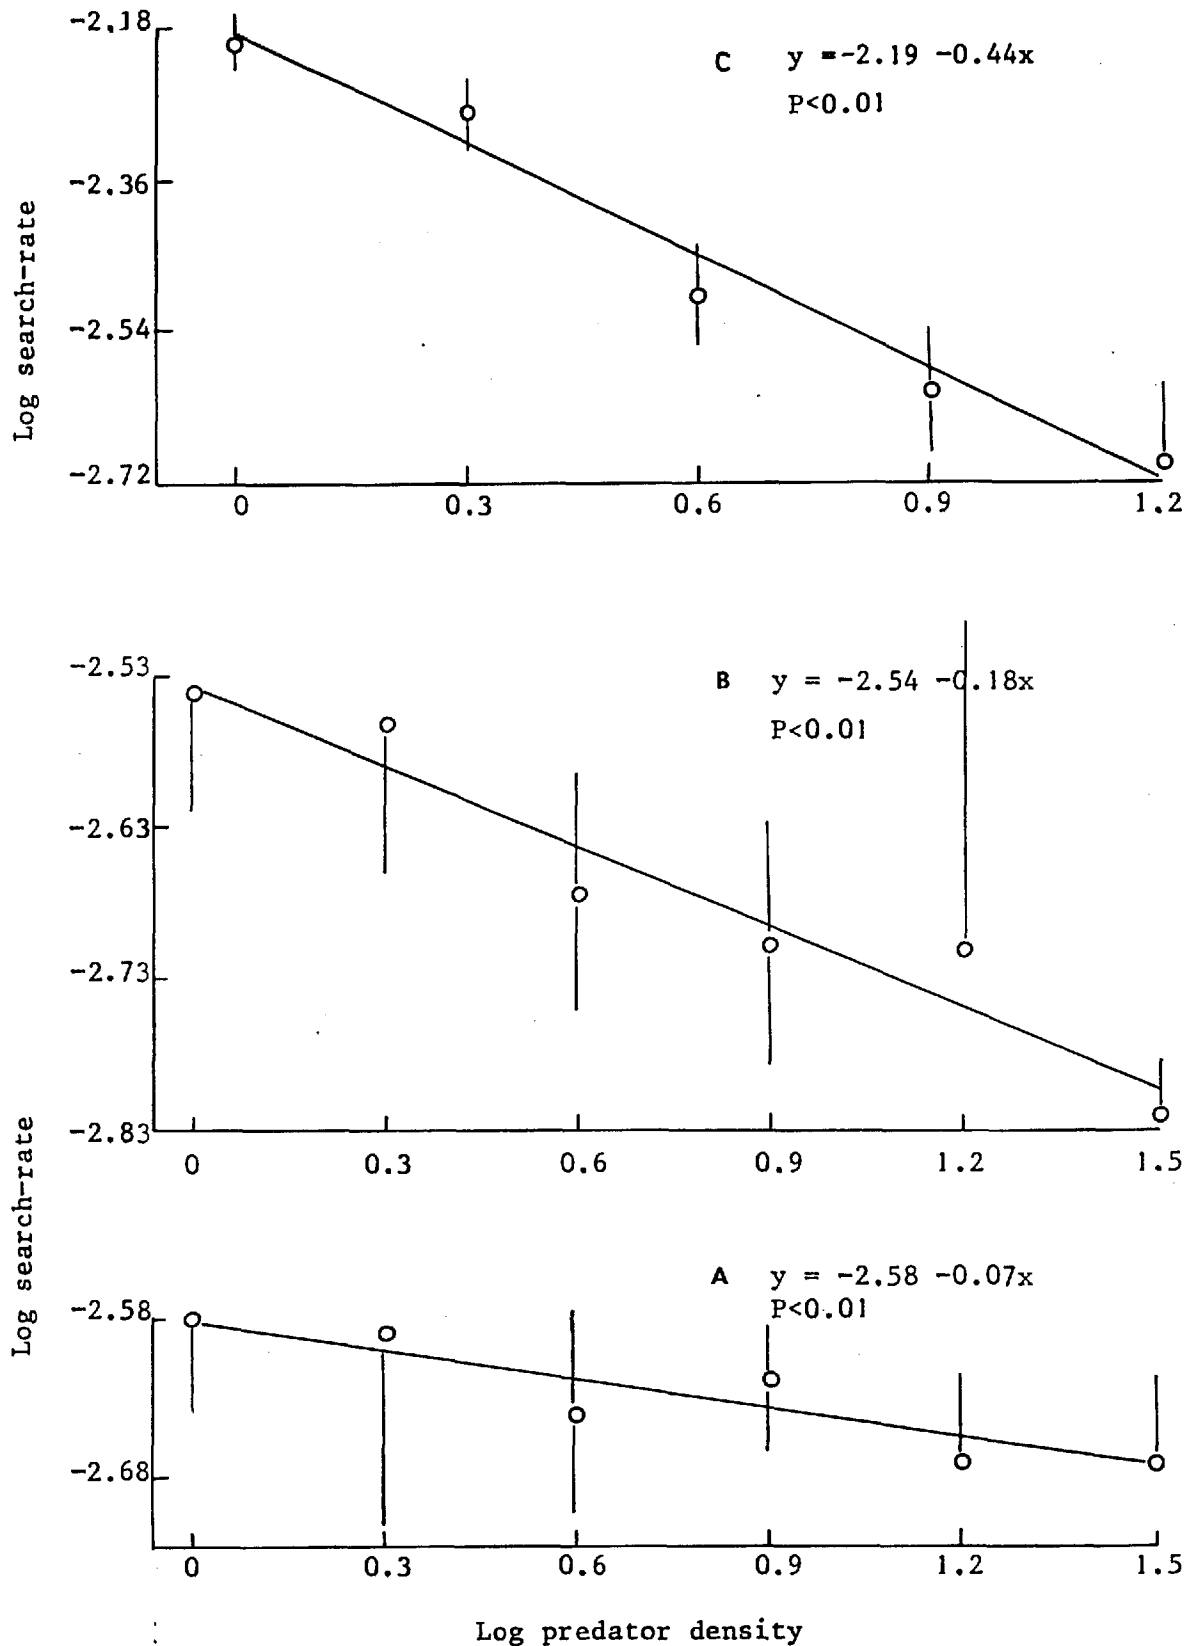 -2.18
C y =-2.19 -0.44x
P<0.01
-2.36
-2.54
-2.72
Log search-rate
0 0.3 0.6 0.9 1.2
-2.53
B y = -2.54 -0.18x
P<0.01
-2.63
-2.73
-2.83
0 0.3 0.6 0.9 1.2 1.5
Log search-rate
A y = -2.58 -0.07x
P<0.01
-2.58
-2.68
0 0.3 0.6 0.9 1.2 1.5
Log predator density